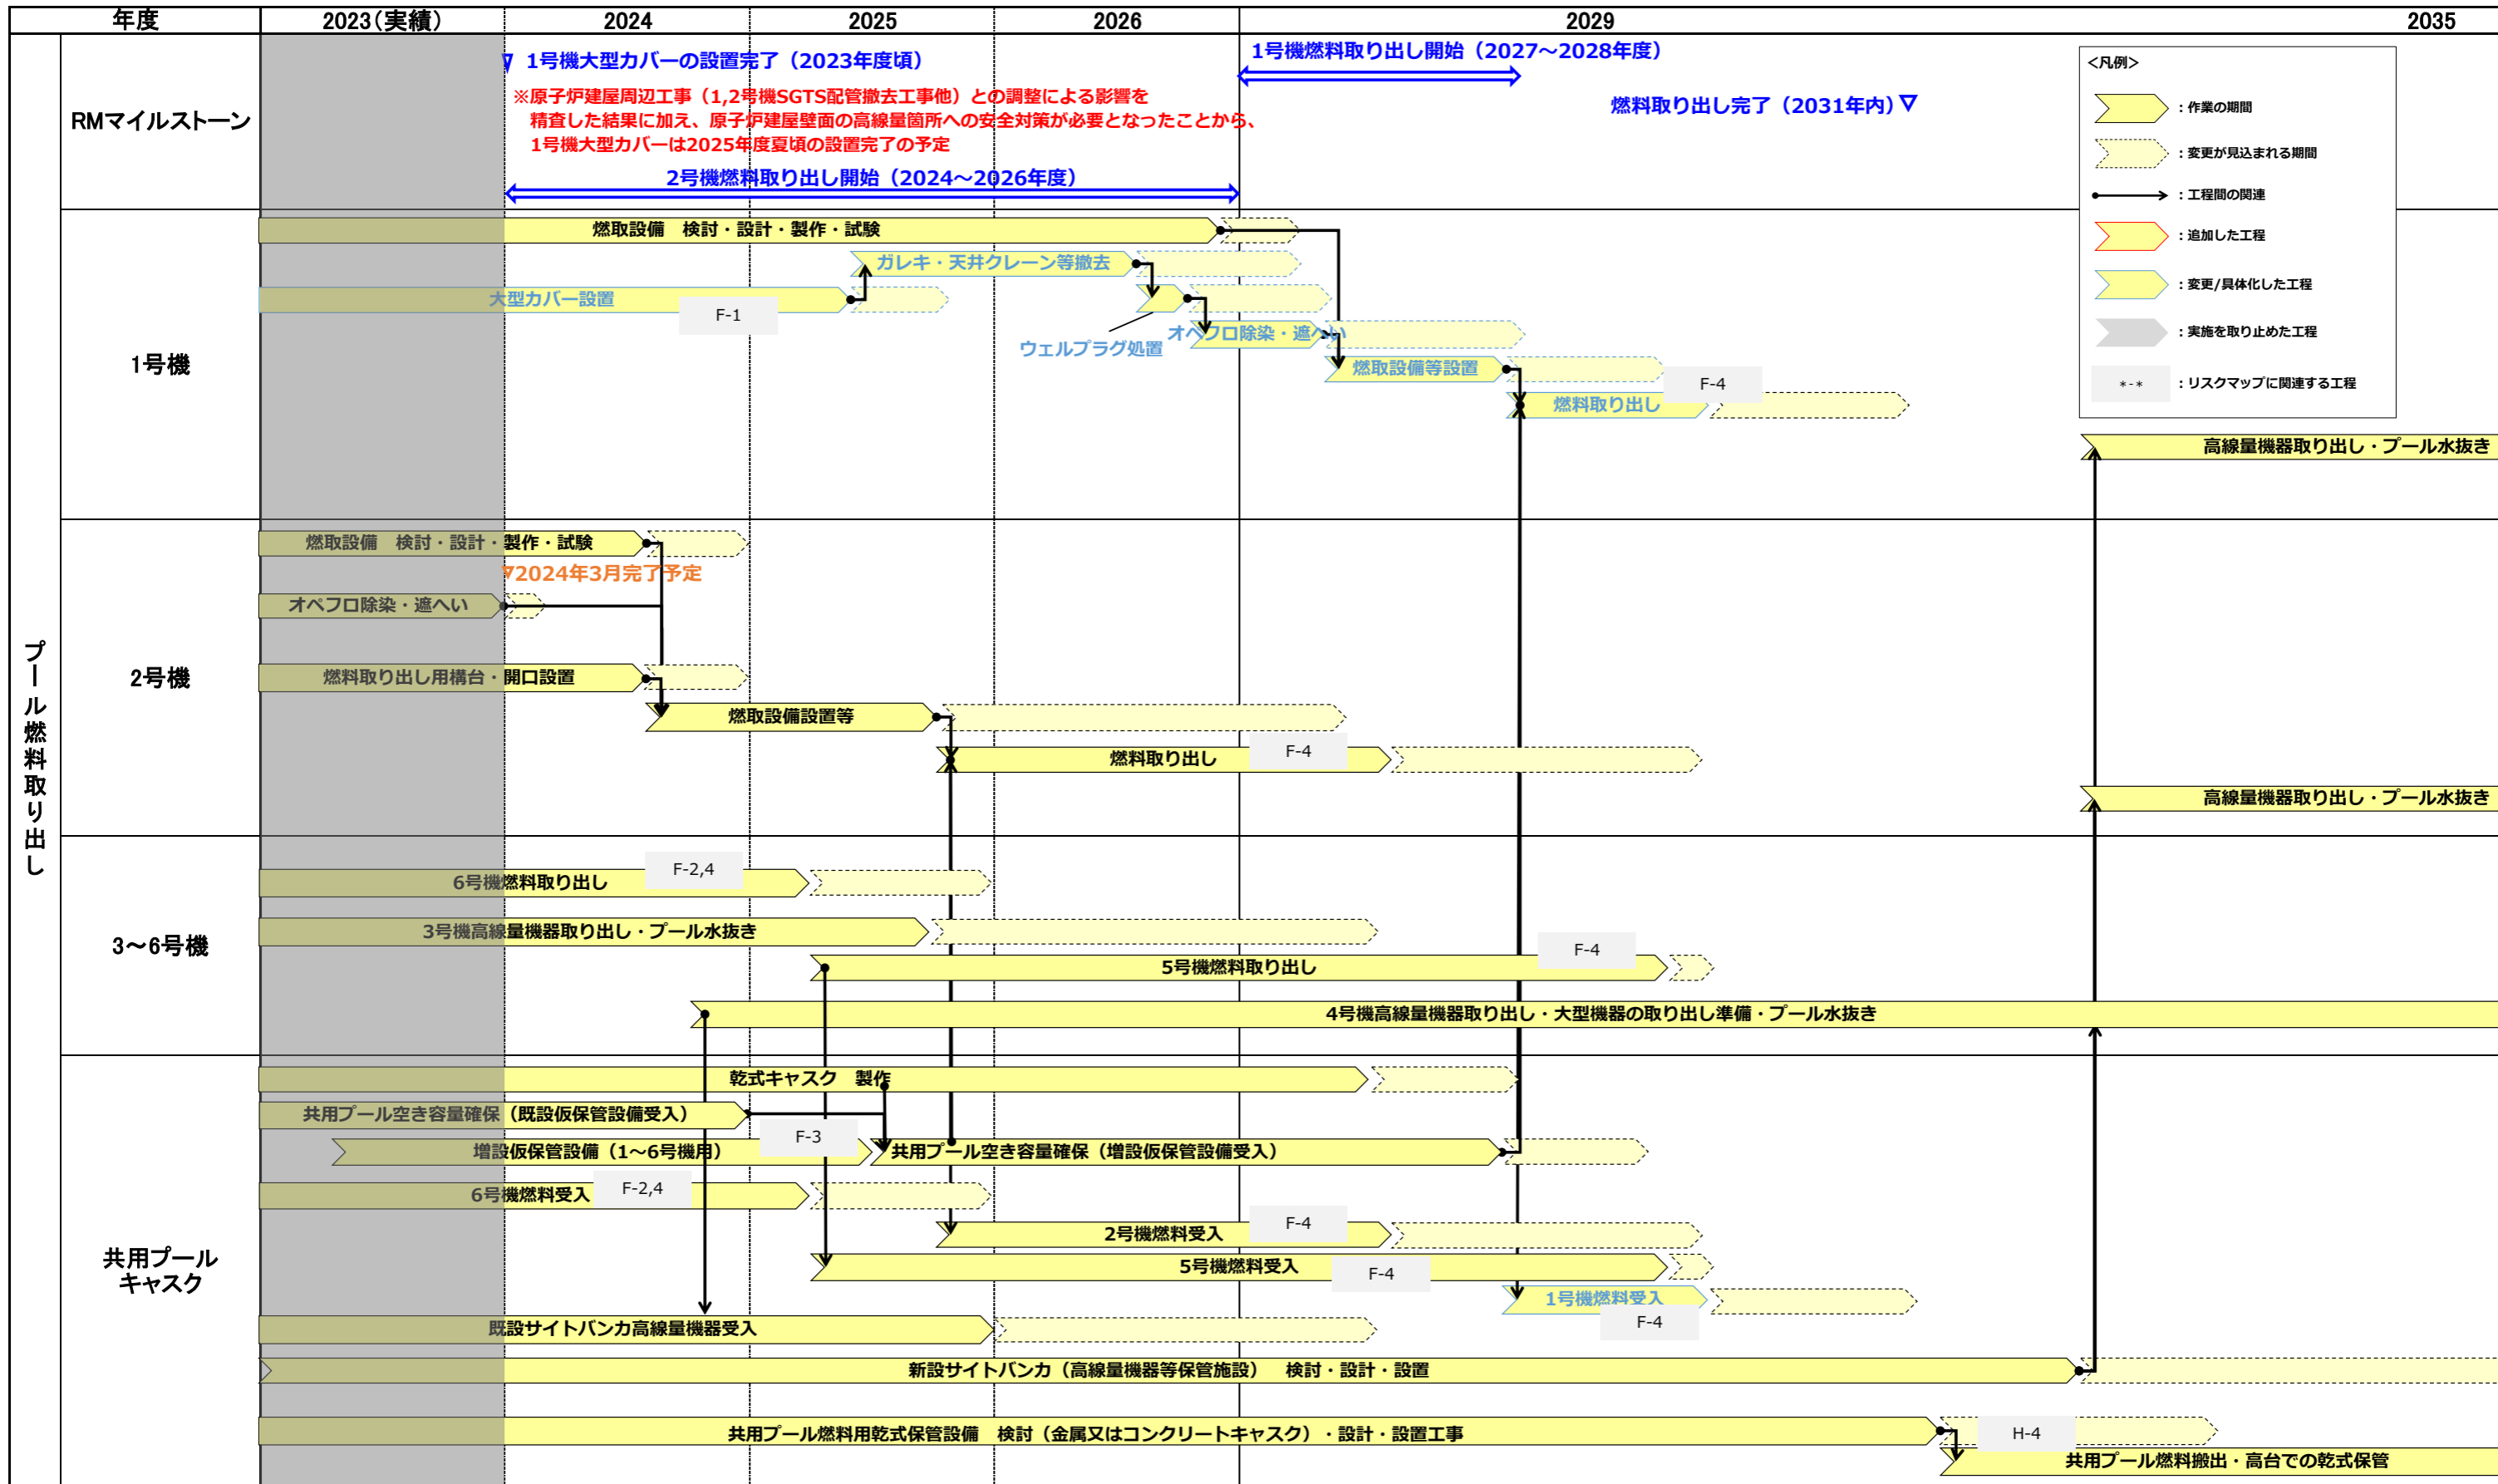 年度
2023(実績)
2024
2025
2026
2029
2035
プール燃料取り出し
RMマイルストーン
1号機大型カバーの設置完了（2023年度頃）
※原子炉建屋周辺工事（1,2号機SGTS配管撤去工事他）との調整による影響を
精査した結果に加え、原子炉建屋壁面の高線量箇所への安全対策が必要となったことから、
1号機大型カバーは2025年度夏頃の設置完了の予定
2号機燃料取り出し開始（2024～2026年度）
1号機燃料取り出し開始（2027～2028年度）
燃料取り出し完了（2031年内）▽
<凡例>
：作業の期間
：変更が見込まれる期間
：工程間の関連
：追加した工程
：変更/具体化した工程
：実施を取り止めた工程
*-*
：リスクマップに関連する工程
1号機
燃取設備　検討・設計・製作・試験
ガレキ・天井クレーン等撤去
大型カバー設置
F-1
ウェルプラグ処置
オペフロ除染・遮へい
燃取設備等設置
F-4
燃料取り出し
高線量機器取り出し・プール水抜き
2号機
燃取設備　検討・設計・製作・試験
▽2024年3月完了予定
オペフロ除染・遮へい
燃料取り出し用構台・開口設置
燃取設備設置等
燃料取り出し
F-4
高線量機器取り出し・プール水抜き
3～6号機
6号機燃料取り出し
F-2,4
3号機高線量機器取り出し・プール水抜き
5号機燃料取り出し
F-4
4号機高線量機器取り出し・大型機器の取り出し準備・プール水抜き
共用プール
キャスク
乾式キャスク　製作
共用プール空き容量確保（既設仮保管設備受入）
増設仮保管設備（1～6号機用）
F-3
共用プール空き容量確保（増設仮保管設備受入）
6号機燃料受入
F-2,4
2号機燃料受入
F-4
5号機燃料受入
F-4
1号機燃料受入
F-4
既設サイトバンカ高線量機器受入
新設サイトバンカ（高線量機器等保管施設）　検討・設計・設置
共用プール燃料用乾式保管設備　検討（金属又はコンクリートキャスク）・設計・設置工事
H-4
共用プール燃料搬出・高台での乾式保管